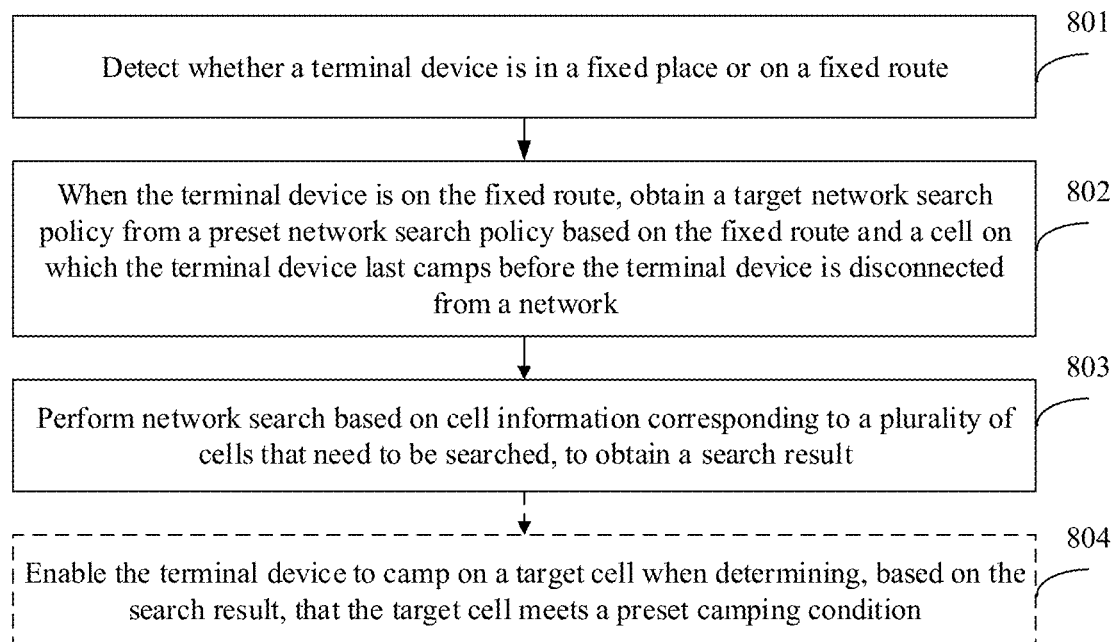 801
Detect whether a terminal device is in a fixed place or on a fixed route
802
When the terminal device is on the fixed route, obtain a target network search
policy from a preset network search policy based on the fixed route and a cell on
which the terminal device last camps before the terminal device is disconnected
from a network
803
Perform network search based on cell information corresponding to a plurality of
cells that need to be searched, to obtain a search result
804
Enable the terminal device to camp on a target cell when determining, based on the
search result, that the target cell meets a preset camping condition